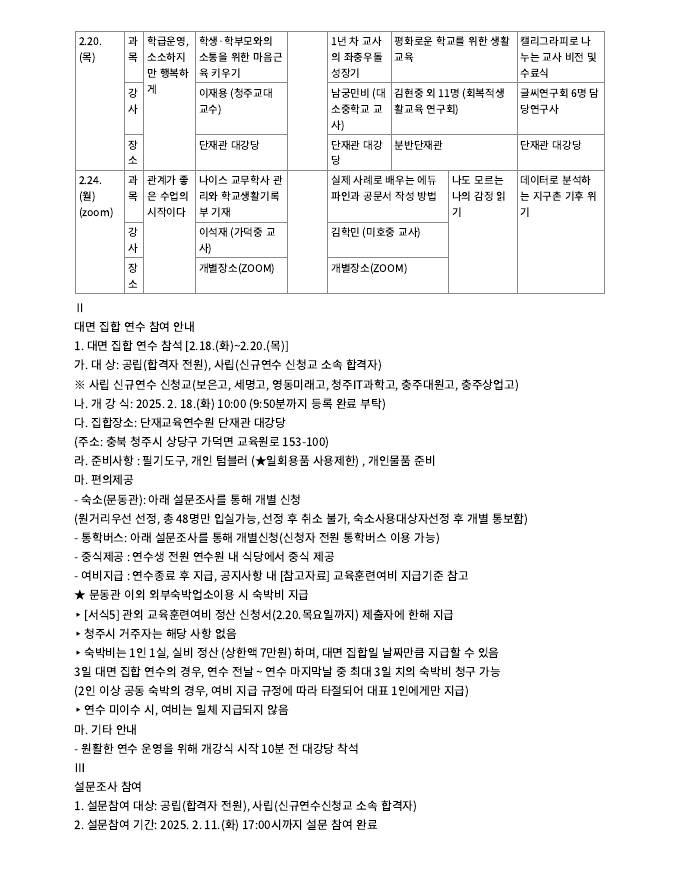 2.20.
(목)
과
목
학급운영,
소소하지
만 행복하
게
학생·학부모와의
소통을 위한 마음근
육 키우기
1년 차 교사
의 좌중우돌
성장기
평화로운 학교를 위한 생활
교육
캘리그라피로 나
누는 교사 비전 및
수료식
강
사
이재용 (청주교대
교수)
남궁민비 (대
소중학교 교
사)
김현중 외 11명 (회복적생
활교육 연구회)
글씨연구회 6명 담
당연구사
장
소
단재관 대강당
단재관 대강
당
분반단재관
단재관 대강당
2.24.
(월)
(zoom)
과
목
관계가 좋
은 수업의
시작이다
나이스 교무학사 관
리와 학교생활기록
부 기재
실제 사례로 배우는 에듀
파인과 공문서 작성 방법
나도 모르는
나의 감정 읽
기
데이터로 분석하
는 지구촌 기후 위
기
강
사
이석재 (가덕중 교
사)
김학민 (미호중 교사)
장
소
개별장소(ZOOM)
개별장소(ZOOM)
Ⅱ
대면 집합 연수 참여 안내
1. 대면 집합 연수 참석 [2.18.(화)~2.20.(목)]
가. 대 상: 공립(합격자 전원), 사립(신규연수 신청교 소속 합격자)
※ 사립 신규연수 신청교(보은고, 세명고, 영동미래고, 청주IT과학고, 충주대원고, 충주상업고)
나. 개 강 식: 2025. 2. 18.(화) 10:00 (9:50분까지 등록 완료 부탁)
다. 집합장소: 단재교육연수원 단재관 대강당
(주소: 충북 청주시 상당구 가덕면 교육원로 153-100)
라. 준비사항 : 필기도구, 개인 텀블러 (★일회용품 사용제한) , 개인물품 준비
마. 편의제공
- 숙소(문동관): 아래 설문조사를 통해 개별 신청
(원거리우선 선정, 총 48명만 입실가능, 선정 후 취소 불가, 숙소사용대상자선정 후 개별 통보함)
- 통학버스: 아래 설문조사를 통해 개별신청(신청자 전원 통학버스 이용 가능)
- 중식제공 : 연수생 전원 연수원 내 식당에서 중식 제공
- 여비지급 : 연수종료 후 지급, 공지사항 내 [참고자료] 교육훈련여비 지급기준 참고
★ 문동관 이외 외부숙박업소이용 시 숙박비 지급
‣ [서식5] 관외 교육훈련여비 정산 신청서(2.20.목요일까지) 제출자에 한해 지급
‣ 청주시 거주자는 해당 사항 없음
‣ 숙박비는 1인 1실, 실비 정산 (상한액 7만원) 하며, 대면 집합일 날짜만큼 지급할 수 있음
3일 대면 집합 연수의 경우, 연수 전날 ~ 연수 마지막날 중 최대 3일 치의 숙박비 청구 가능
(2인 이상 공동 숙박의 경우, 여비 지급 규정에 따라 타절되어 대표 1인에게만 지급)
‣ 연수 미이수 시, 여비는 일체 지급되지 않음
마. 기타 안내
- 원활한 연수 운영을 위해 개강식 시작 10분 전 대강당 착석
Ⅲ
설문조사 참여
1. 설문참여 대상: 공립(합격자 전원), 사립(신규연수신청교 소속 합격자)
2. 설문참여 기간: 2025. 2. 11.(화) 17:00시까지 설문 참여 완료